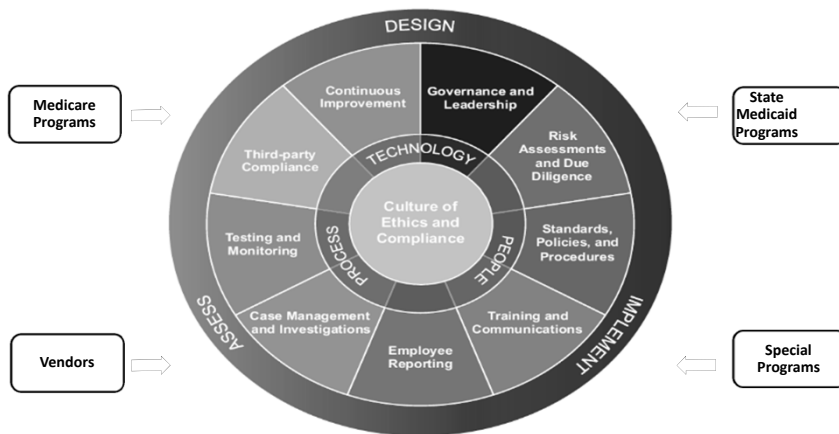 DESIGN
Medicare
Programs
State
Medicaid
Programs
Continuous
Improvement
Governance and
Leadership
Third-party
Compliance
TECHNOLOGY
Risk
Assessments
and Due
Diligence
Culture of
Ethics and
Compliance
Testing and
Monitoring
PROCESS
PEOPLE
Standards,
Policies, and
Procedures
Case Management
and Investigations
Employee
Reporting
Training and
Communications
ASSESS
IMPLEMENT
Vendors
Special
Programs